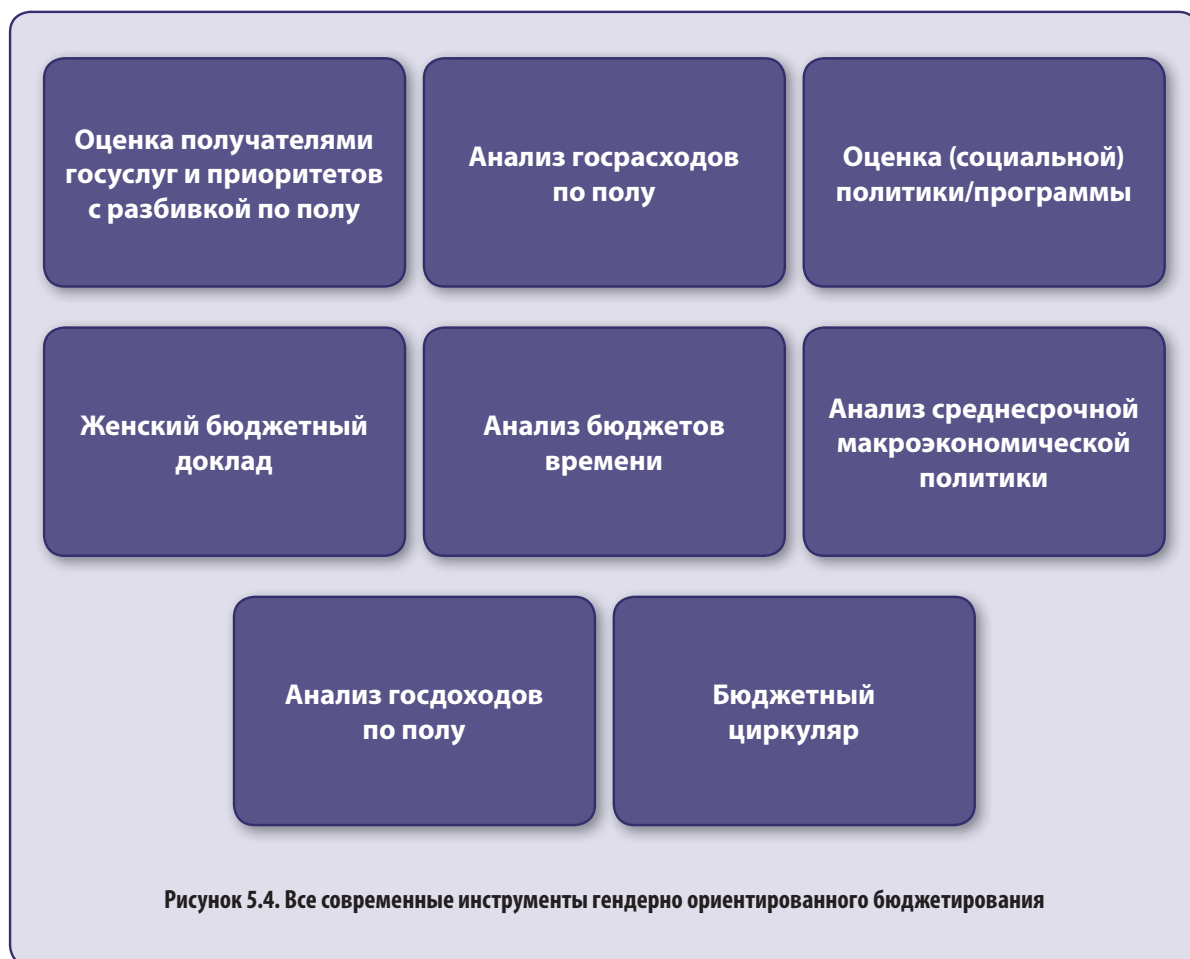 Оценка получателями
госуслуг и приоритетов
с разбивкой по полу
Анализ госрасходов
по полу
Оценка (социальной)
политики/программы
Женский бюджетный
доклад
Анализ бюджетов
времени
Анализ среднесрочной
макроэкономической
политики
Анализ госдоходов
по полу
Бюджетный
циркуляр
Рисунок 5.4. Все современные инструменты гендерно ориентированного бюджетирования